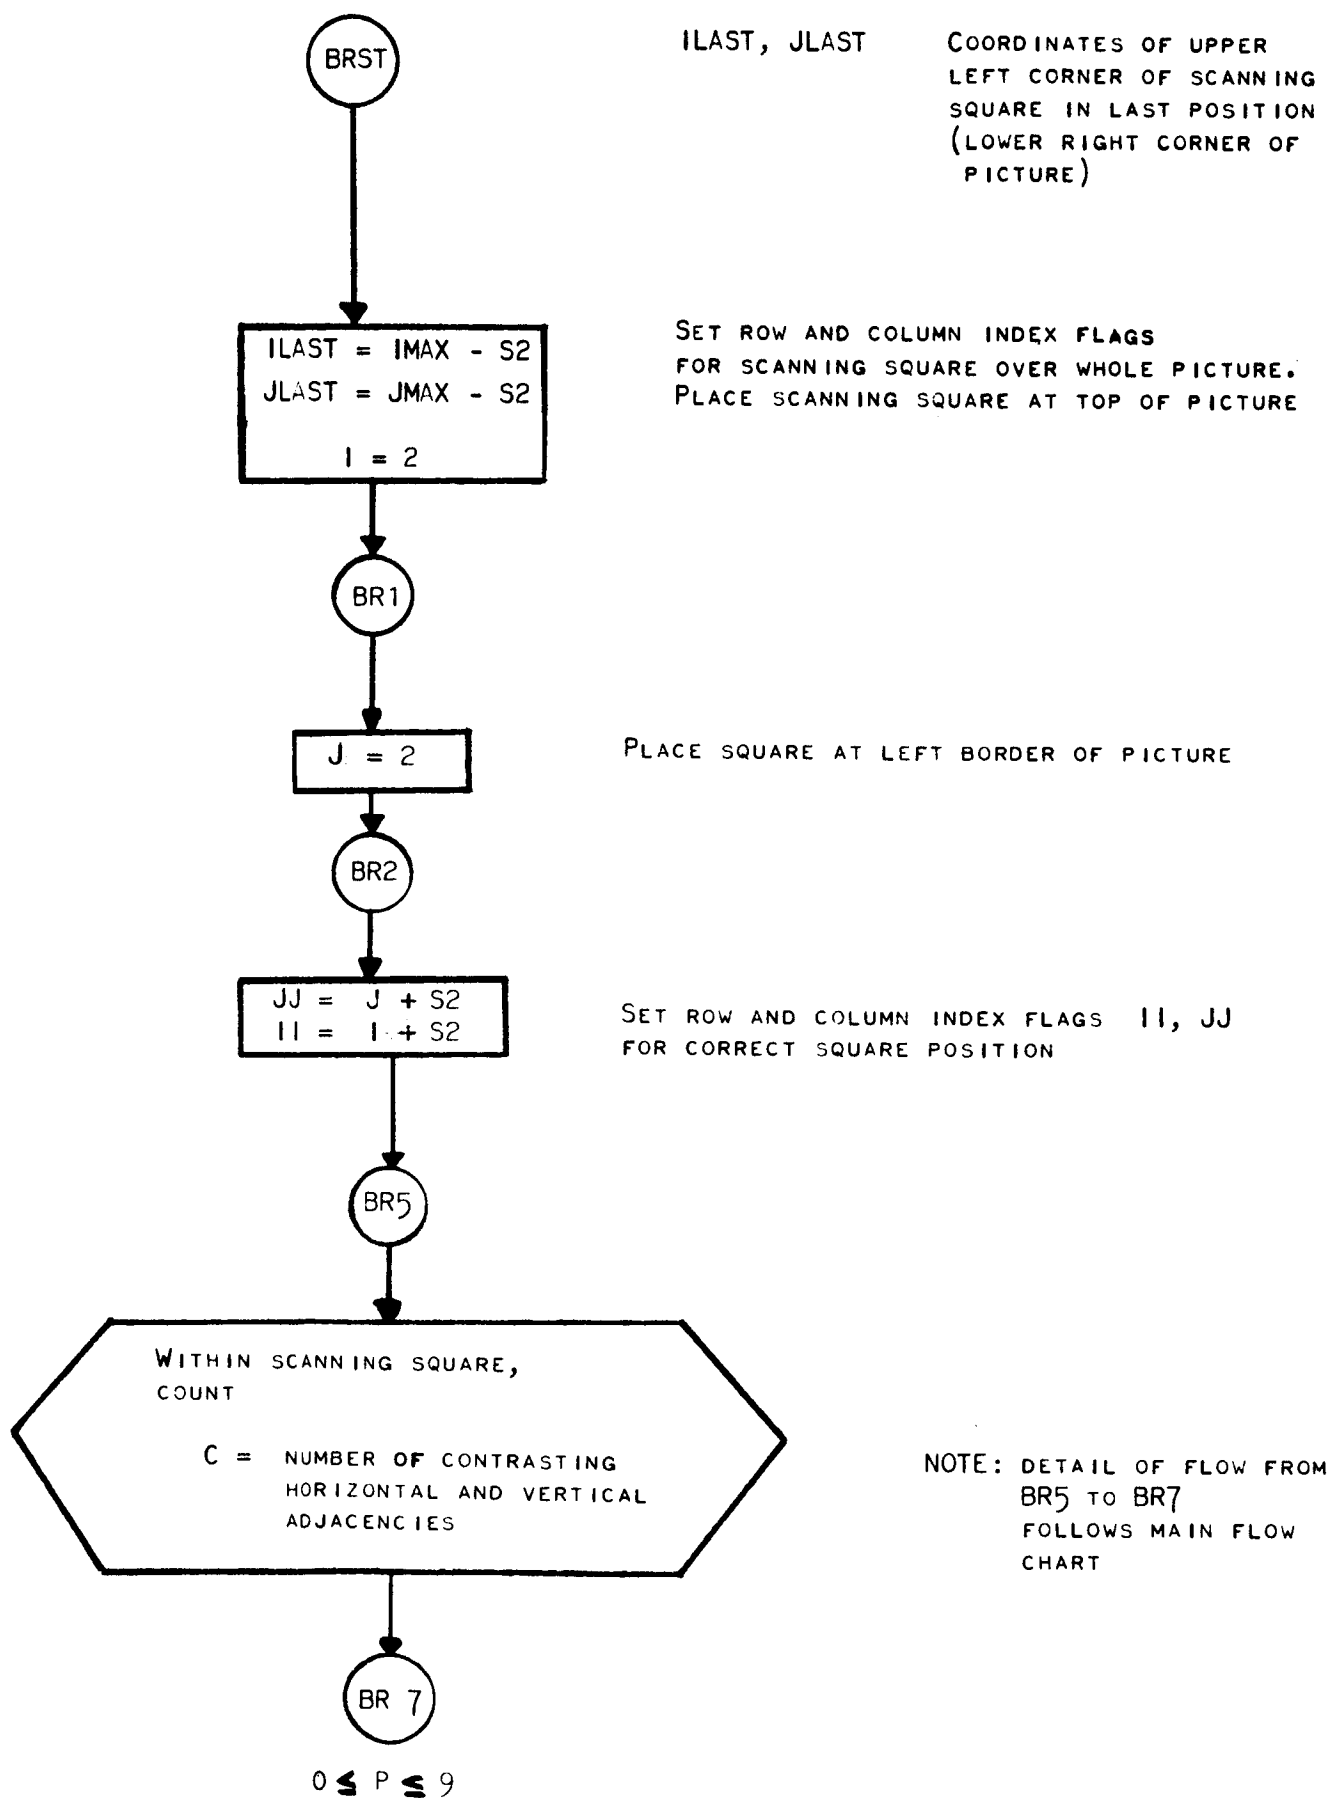 BRST
ILAST, JLAST COORDINATES OF UPPER
LEFT CORNER OF SCANNING
SQUARE IN LAST POSITION
(LOWER RIGHT CORNER OF
PICTURE)
ILAST = IMAX - S2
JLAST = JMAX - S2
I = 2
SET ROW AND COLUMN INDEX FLAGS
FOR SCANNING SQUARE OVER WHOLE PICTURE.
PLACE SCANNING SQUARE AT TOP OF PICTURE
BR1
J = 2
PLACE SQUARE AT LEFT BORDER OF PICTURE
BR2
JJ = J + S2
II = I + S2
SET ROW AND COLUMN INDEX FLAGS II, JJ
FOR CORRECT SQUARE POSITION
BR5
WITHIN SCANNING SQUARE,
COUNT
C = NUMBER OF CONTRASTING
HORIZONTAL AND VERTICAL
ADJACENCIES
NOTE: DETAIL OF FLOW FROM
BR5 TO BR7
FOLLOWS MAIN FLOW
CHART
BR 7
0 ≤ P ≤ 9